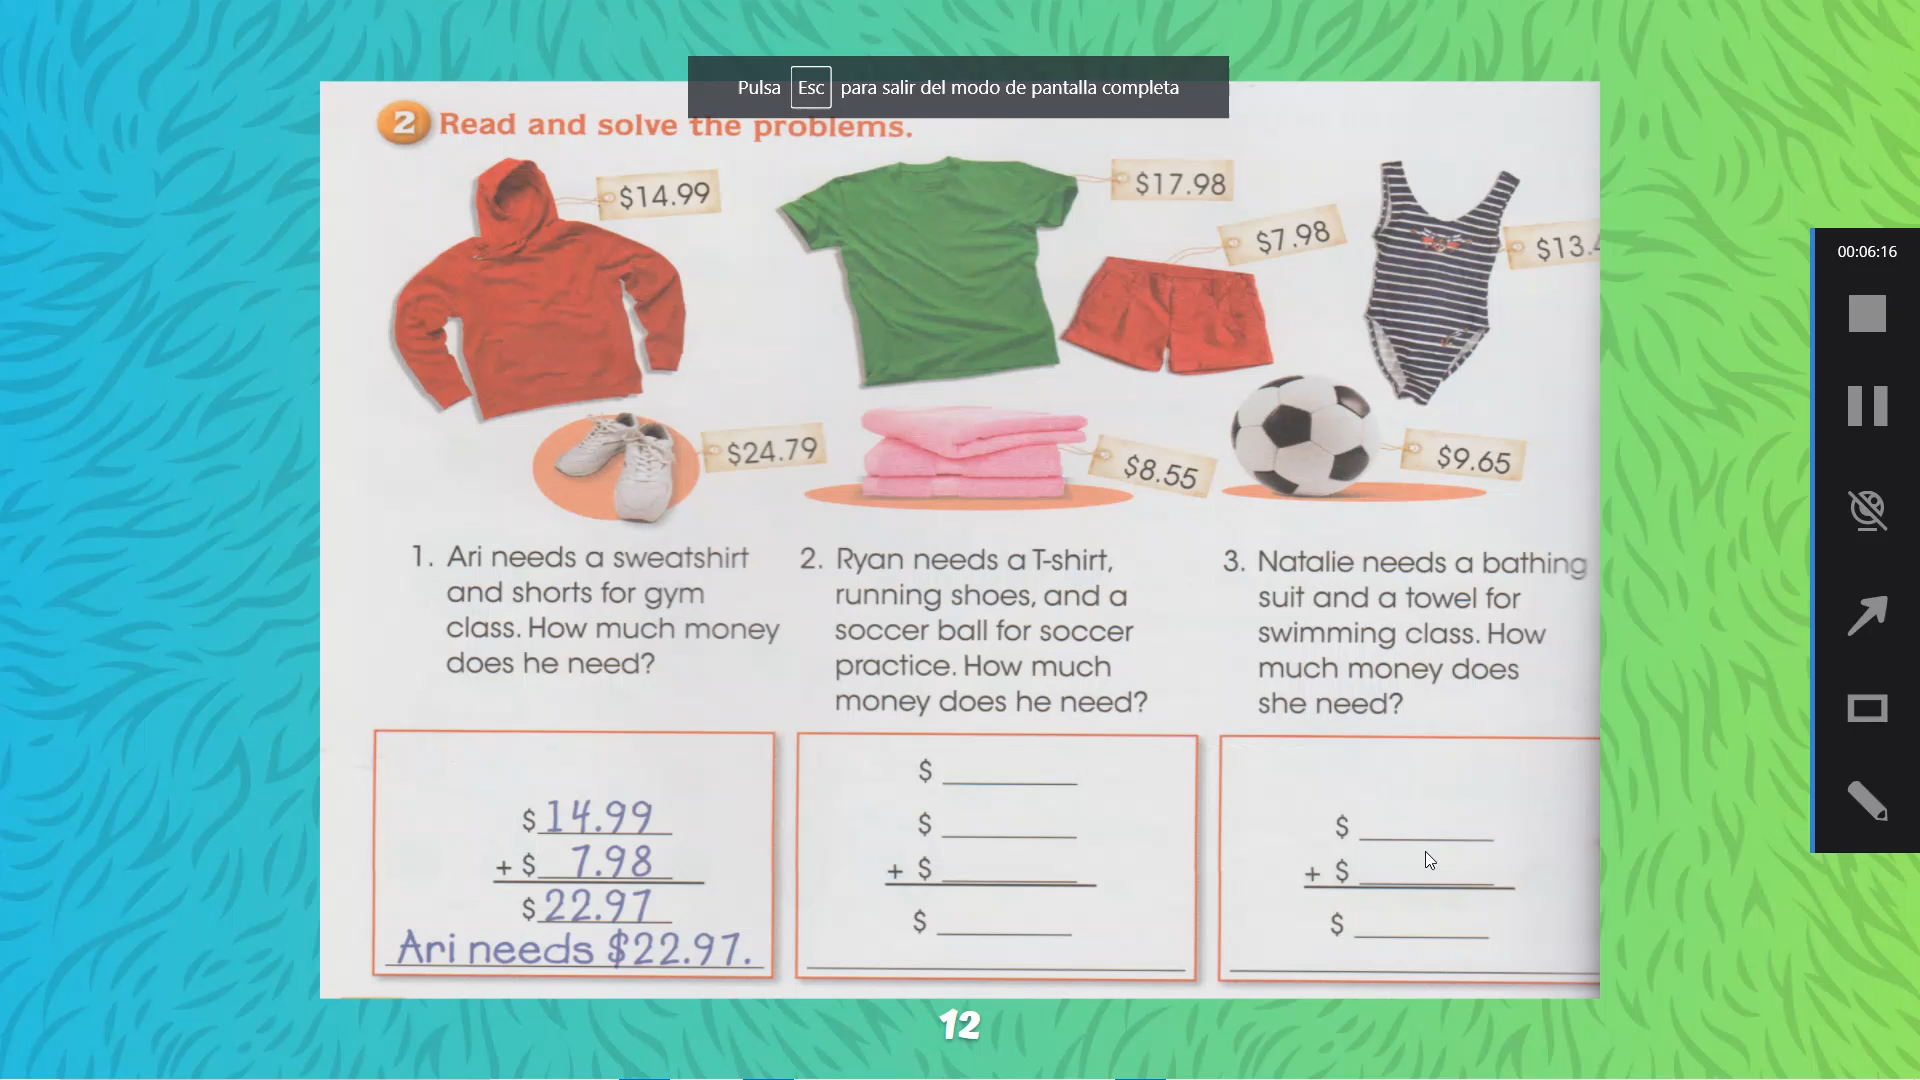 Pulsa Esc para salir del modo de pantalla completa
2 Read and solve the problems.
$14.99
$17.98
$7.98
$13.4
$24.79
$8.55
$9.65
1. Ari needs a sweatshirt
and shorts for gym
class. How much money
does he need?
2. Ryan needs a T-shirt,
running shoes, and a
soccer ball for soccer
practice. How much
money does he need?
3. Natalie needs a bathing
suit and a towel for
swimming class. How
much money does
she need?
$14.99
+ $ 7.98
$22.97
Ari needs $22.97.
$
$
+ $
$
$
+ $
$
12
00:06:16